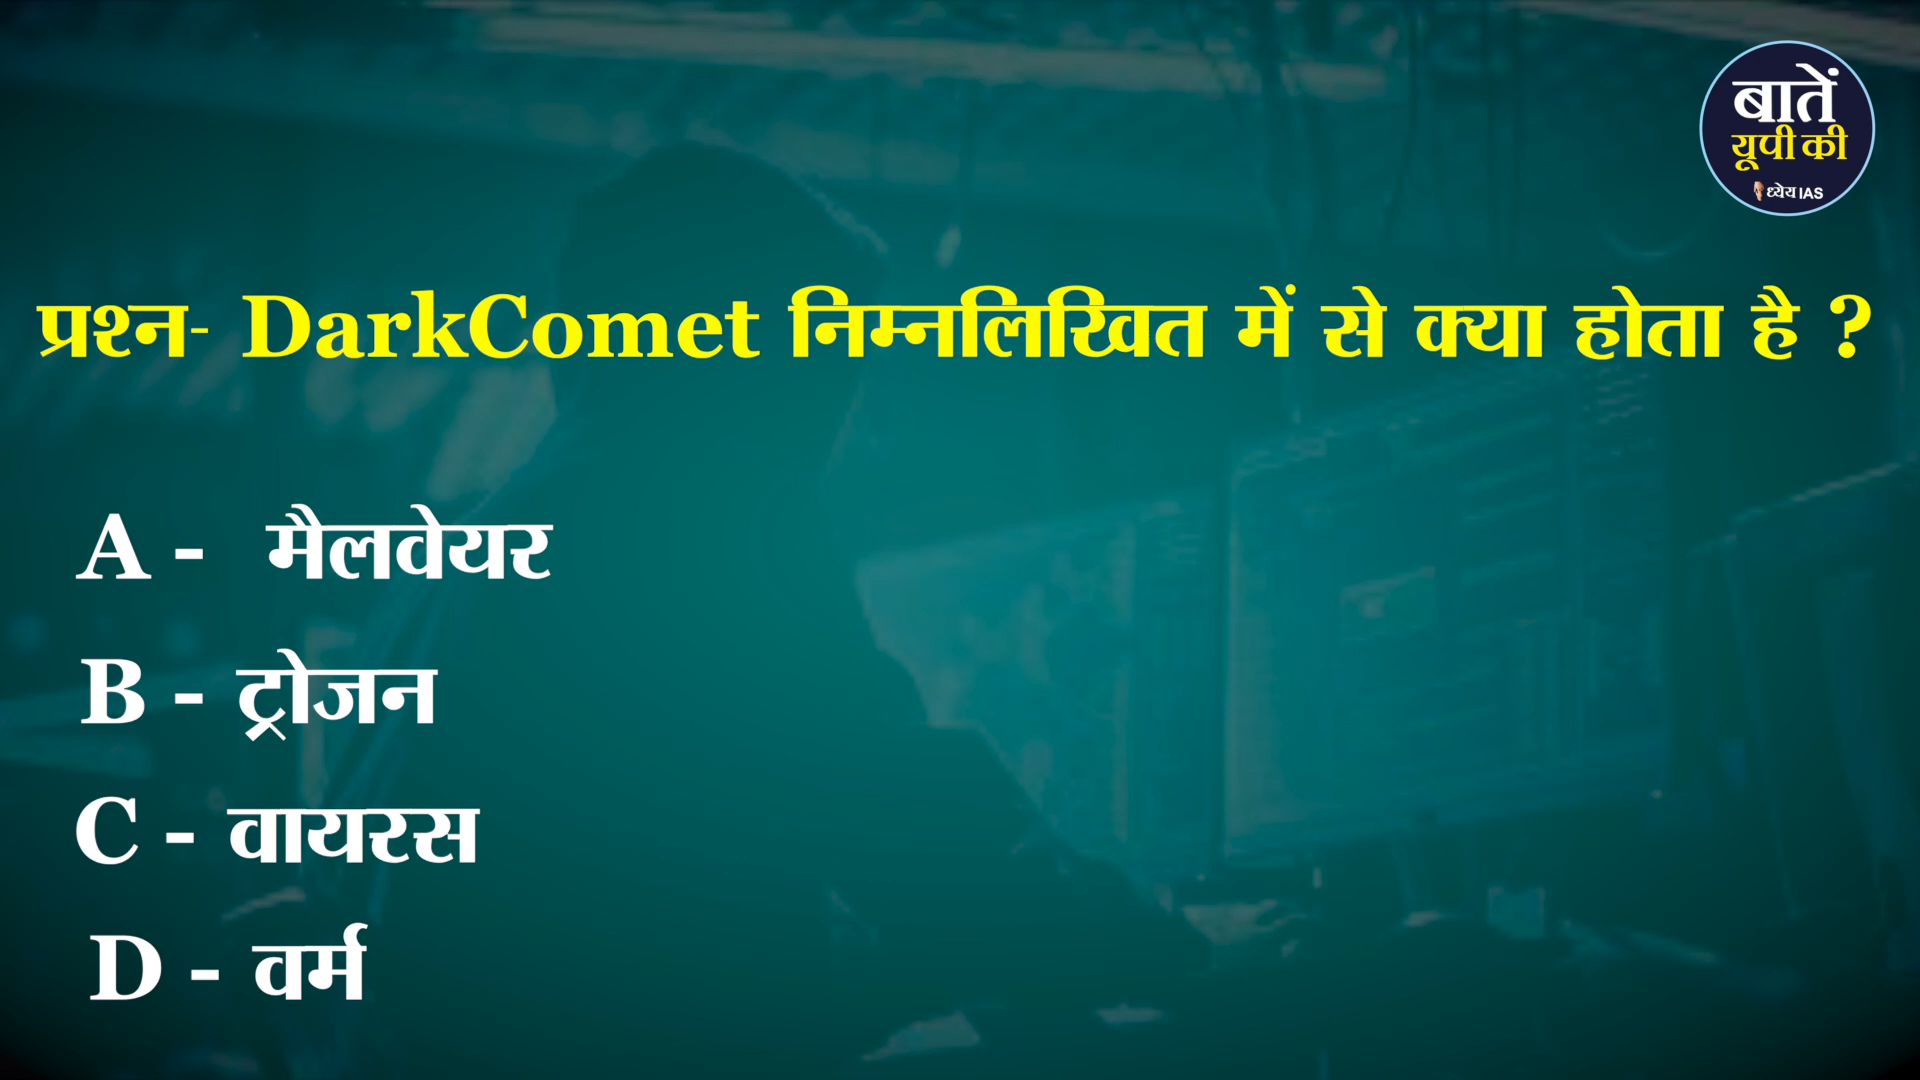 बातें
यूपी की
ध्येय IAS
प्रश्न- DarkComet निम्नलिखित में से क्या होता है ?
A - मैलवेयर
B - ट्रोजन
C - वायरस
D - वर्म